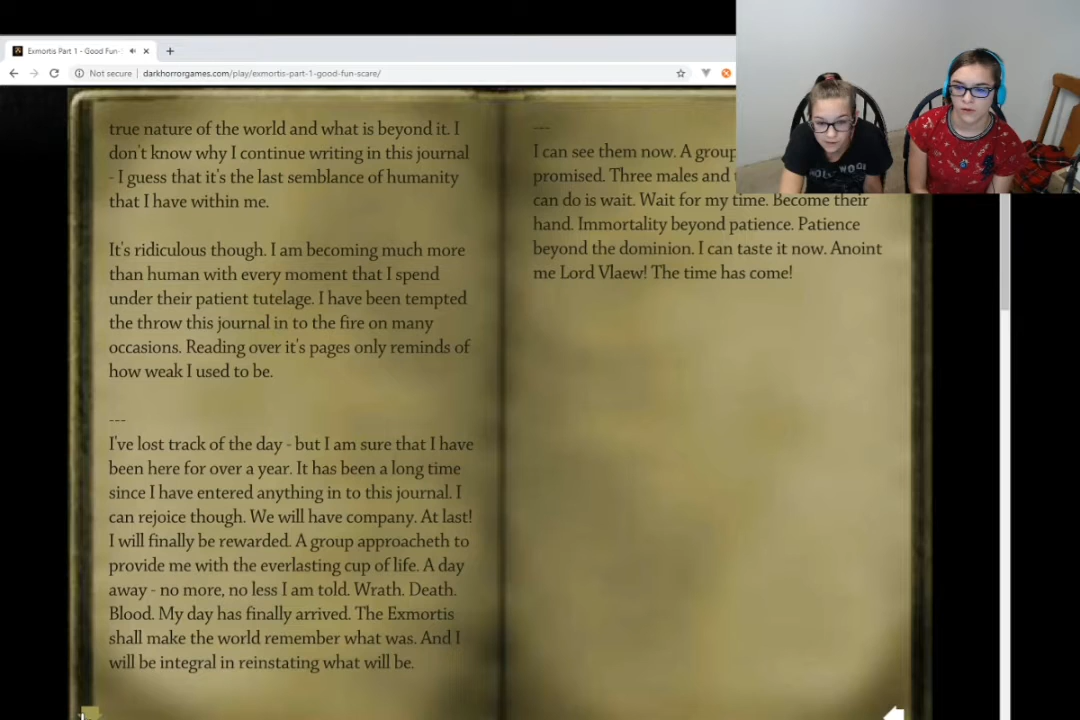 Exmortis Part 1 - Good Fun
Not secure
darkhorrorgames.com/play/exmortis-part-1-good-fun-scare/
true nature of the world and what is beyond it. I
don't know why I continue writing in this journal
- I guess that it's the last semblance of humanity
that I have within me.
It's ridiculous though. I am becoming much more
than human with every moment that I spend
under their patient tutelage. I have been tempted
the throw this journal in to the fire on many
occasions. Reading over it's pages only reminds of
how weak I used to be.
---
I've lost track of the day - but I am sure that I have
been here for over a year. It has been a long time
since I have entered anything in to this journal. I
can rejoice though. We will have company. At last!
I will finally be rewarded. A group approacheth to
provide me with the everlasting cup of life. A day
away - no more, no less I am told. Wrath. Death.
Blood. My day has finally arrived. The Exmortis
shall make the world remember what was. And I
will be integral in reinstating what will be.
---
I can see them now. A group
promised. Three males and
can do is wait. Wait for my time. Become their
hand. Immortality beyond patience. Patience
beyond the dominion. I can taste it now. Anoint
me Lord Vlaew! The time has come!
HOLLYWOOD